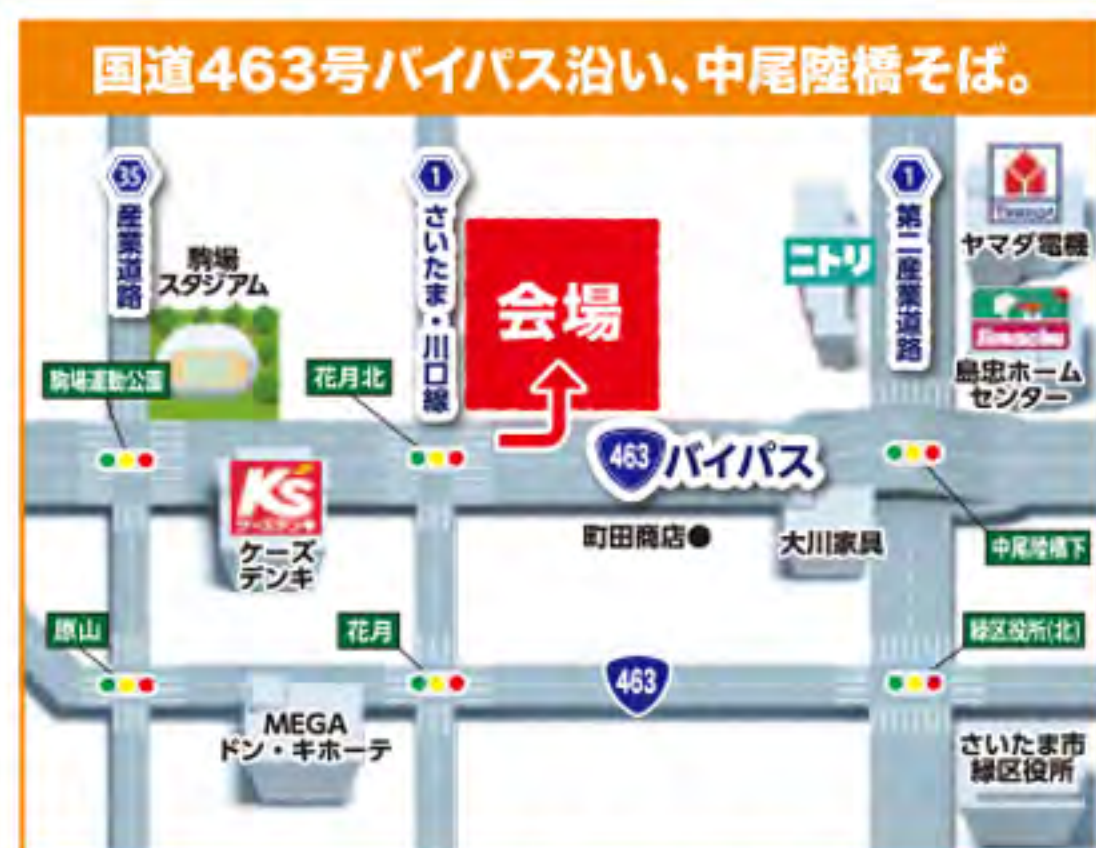 国道463号バイパス沿い、中尾陸橋そば。
35
産業道路
駒場
スタジアム
1
さいたま・川口線
会場
ニトリ
1
第二産業道路
ヤマダ電機
島忠ホーム
センター
駒場運動公園
花月北
463
バイパス
K's
ケーズデンキ
ケーズ
デンキ
町田商店●
大川家具
中尾陸橋下
原山
花月
463
緑区役所(北)
MEGA
ドン・キホーテ
さいたま市
緑区役所